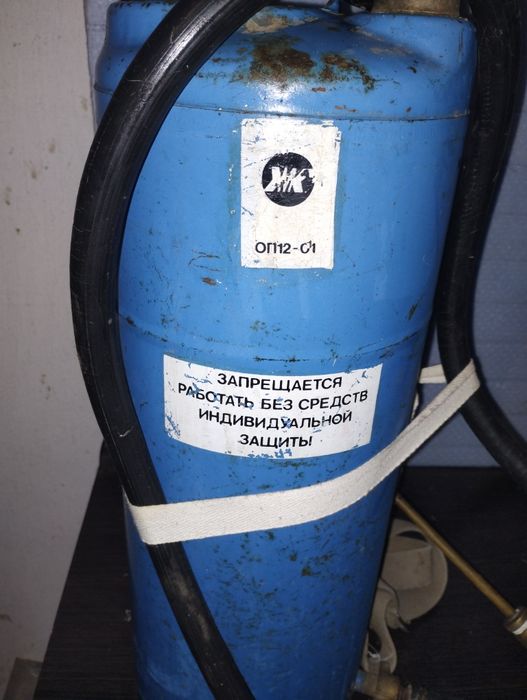 ЖК
ОП12-01
ЗАПРЕЩАЕТСЯ
РАБОТАТЬ БЕЗ СРЕДСТВ
ИНДИВИДУАЛЬНОЙ
ЗАЩИТЫ